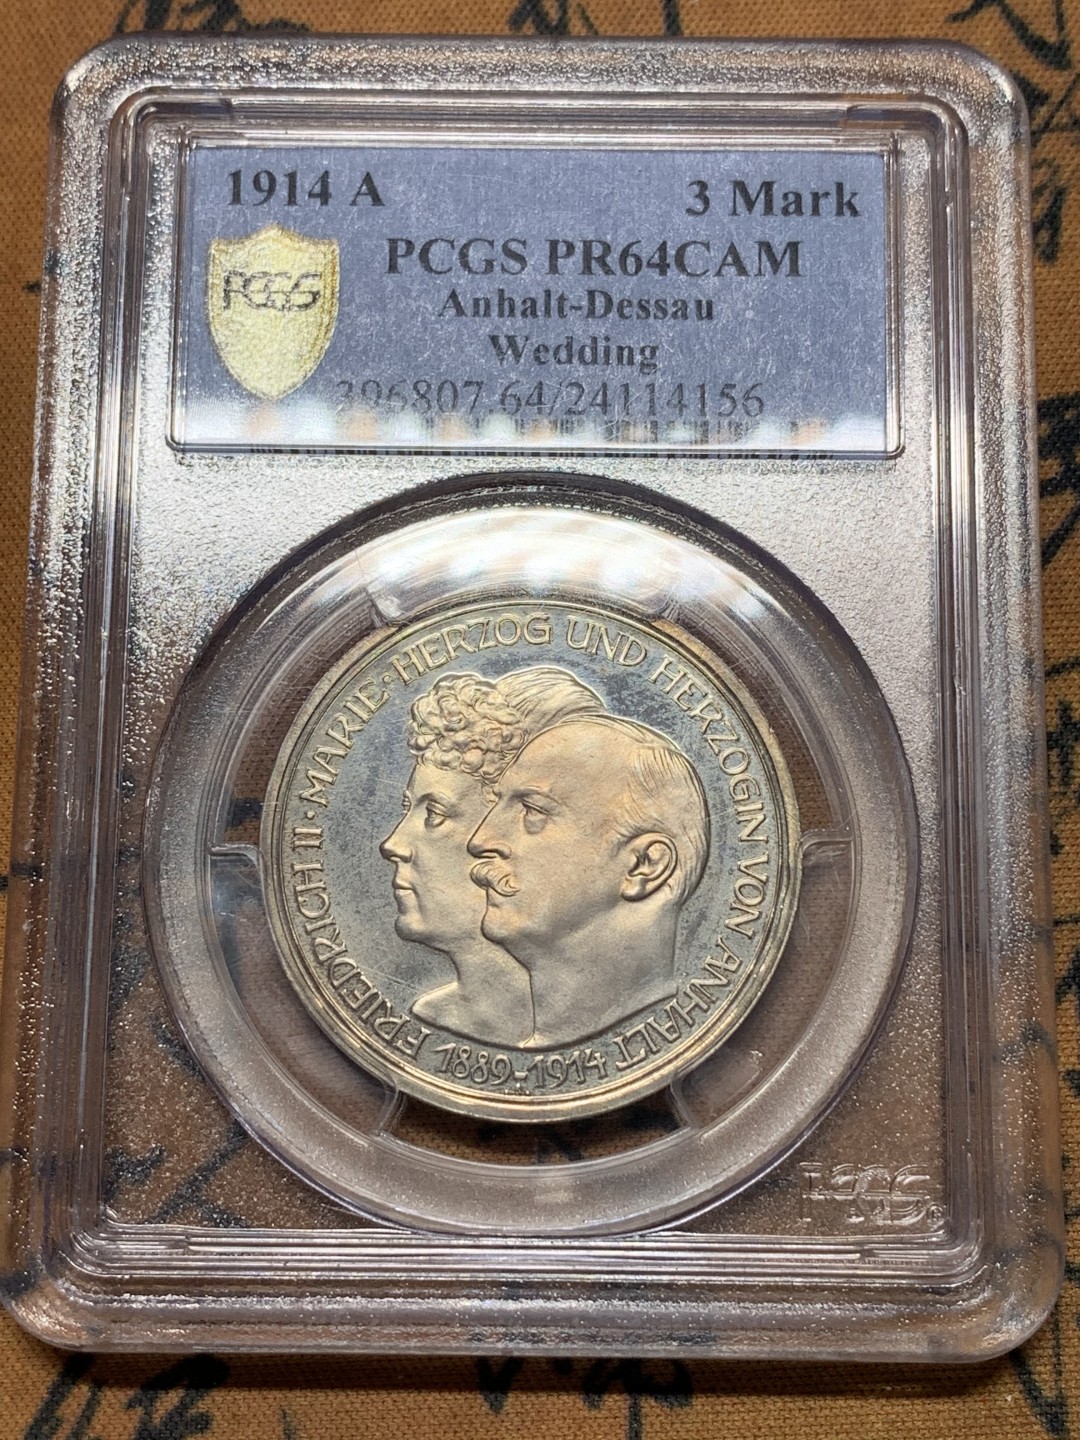 1914 A
3 Mark
PCGS PR64CAM
Anhalt-Dessau
Wedding
396807.64/24114156
PCGS
FRIEDRICH II · MARIE · HERZOG UND HERZOGIN VON ANHALT
1889-1914
PCGS